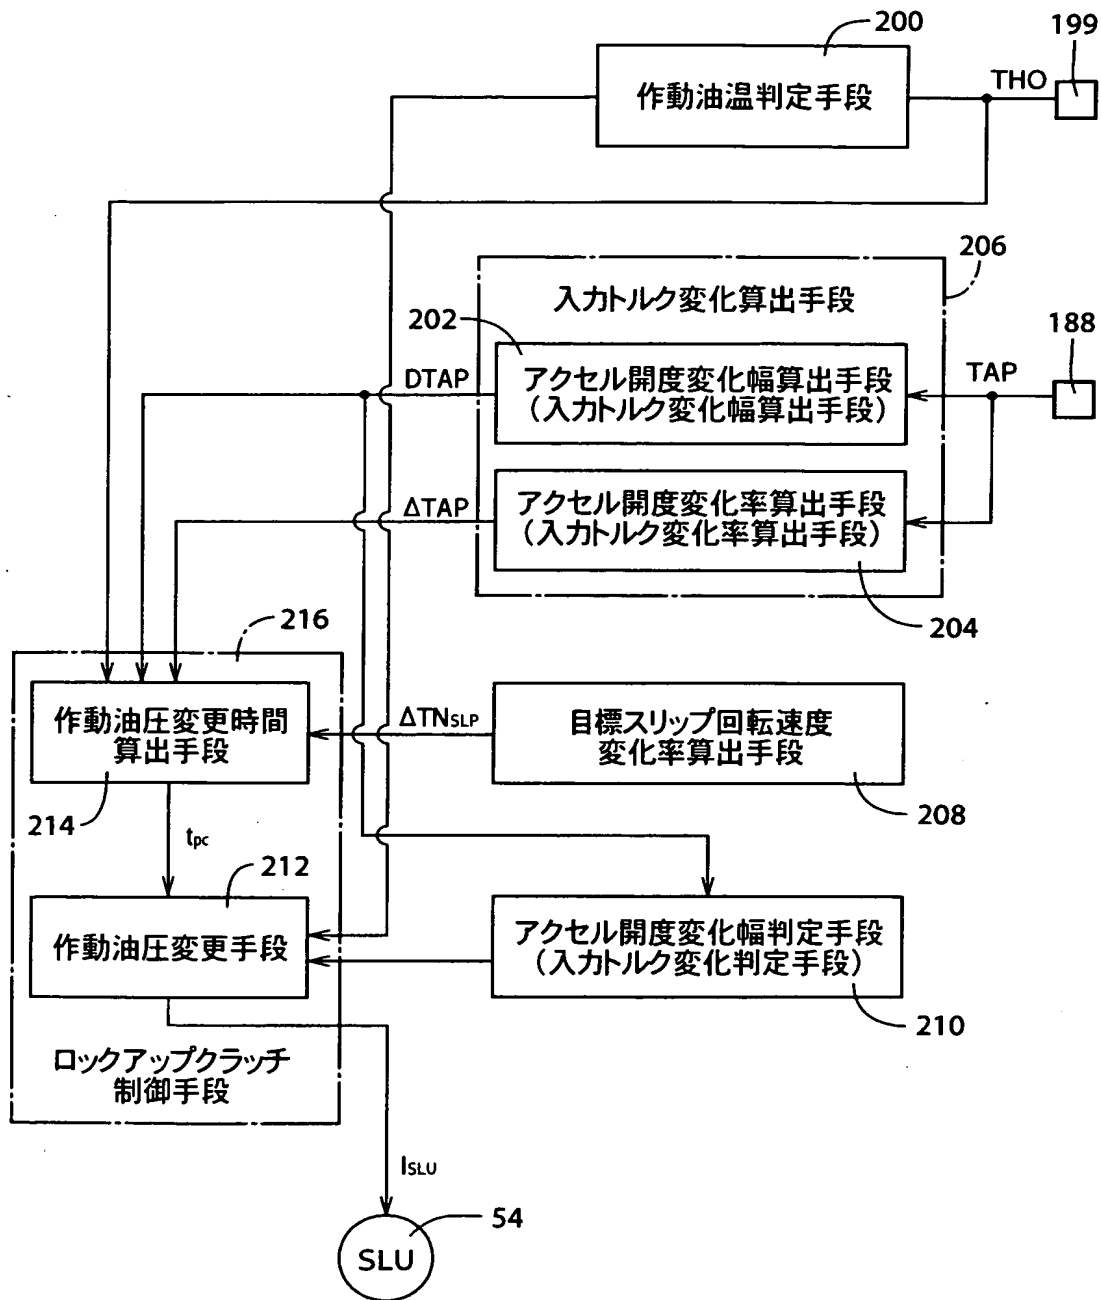 200
199
作動油温判定手段
THO
206
入力トルク変化算出手段
202
188
DTAP
アクセル開度変化幅算出手段
(入力トルク変化幅算出手段)
TAP
ΔTAP
アクセル開度変化率算出手段
(入力トルク変化率算出手段)
204
216
作動油圧変更時間
算出手段
ΔTNSLP
目標スリップ回転速度
変化率算出手段
214
208
tpc
212
作動油圧変更手段
アクセル開度変化幅判定手段
(入力トルク変化判定手段)
210
ロックアップクラッチ
制御手段
ISLU
54
SLU